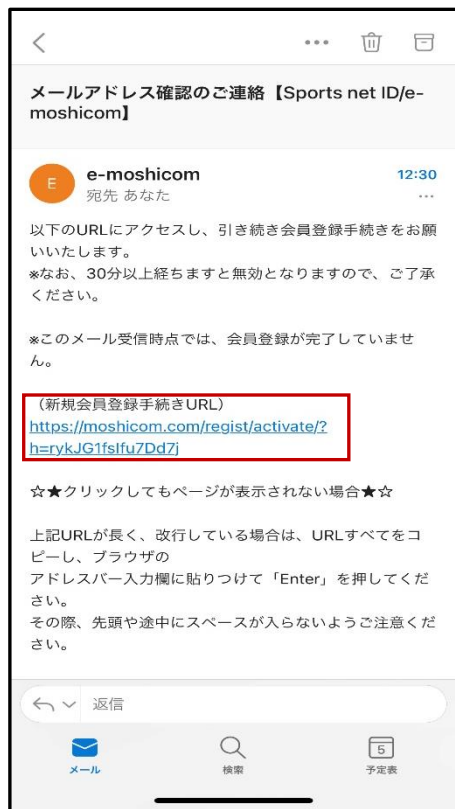 メールアドレス確認のご連絡【Sports net ID/e-
moshicom】
E
e-moshicom
12:30
宛先 あなた
以下のURLにアクセスし、引き続き会員登録手続きをお願
いいたします。
※なお、30分以上経ちますと無効となりますので、ご了承
ください。
※このメール受信時点では、会員登録が完了していませ
ん。
（新規会員登録手続きURL）
https://moshicom.com/regist/activate/?
h=rykJG1fsIfu7Dd7j
☆★クリックしてもページが表示されない場合★☆
上記URLが長く、改行している場合は、URLすべてをコ
ピーし、ブラウザの
アドレスバー入力欄に貼りつけて「Enter」を押してくだ
さい。
その際、先頭や途中にスペースが入らないようご注意くだ
さい。
返信
5
メール
検索
予定表